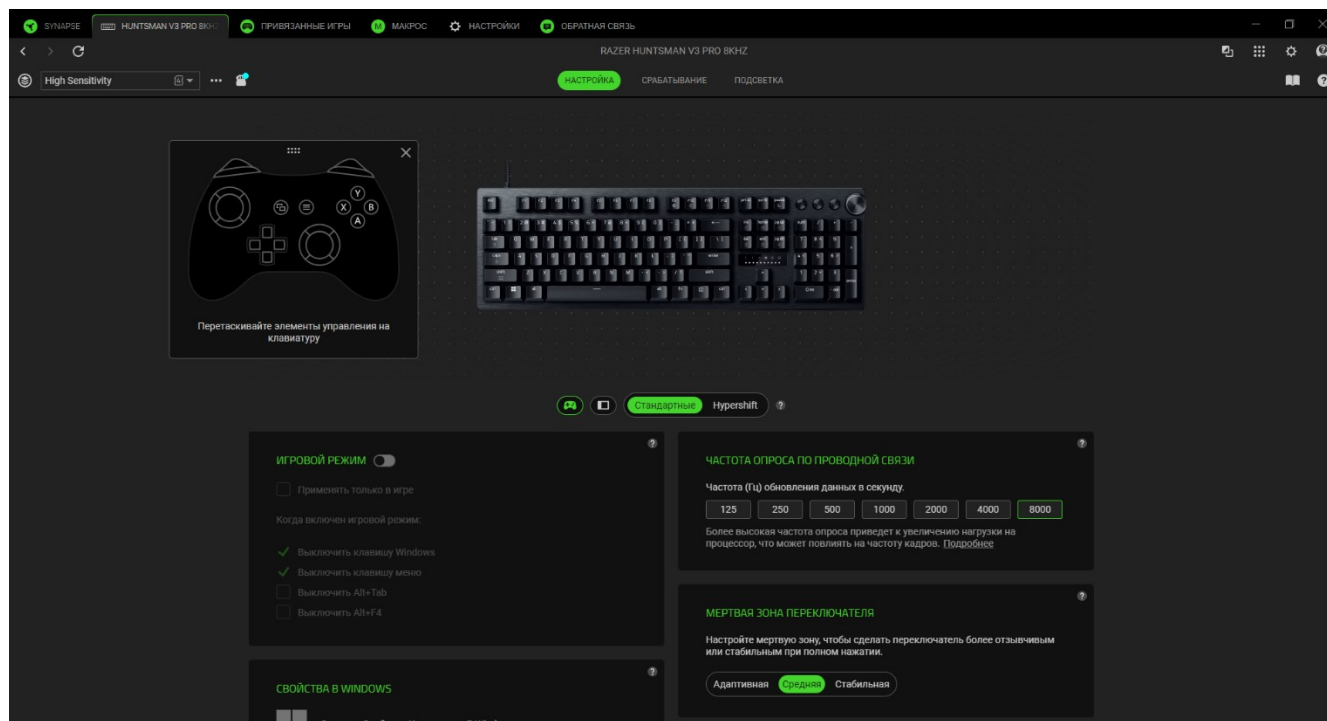 SYNAPSE
HUNTSMAN V3 PRO 8KHZ
ПРИВЯЗАННЫЕ ИГРЫ
МАКРОС
НАСТРОЙКИ
ОБРАТНАЯ СВЯЗЬ
RAZER HUNTSMAN V3 PRO 8KHZ
High Sensitivity
НАСТРОЙКА
СРАБАТЫВАНИЕ
ПОДСВЕТКА
Y
X
B
A
Перетаскивайте элементы управления на
клавиатуру
Стандартные
Hypershift
ИГРОВОЙ РЕЖИМ
Применять только в игре
Когда включен игровой режим:
Выключить клавишу Windows
Выключить клавишу меню
Выключить Alt+Tab
Выключить Alt+F4
СВОЙСТВА В WINDOWS
ЧАСТОТА ОПРОСА ПО ПРОВОДНОЙ СВЯЗИ
Частота (Гц) обновления данных в секунду.
125 250 500 1000 2000 4000 8000
Более высокая частота опроса приведет к увеличению нагрузки на
процессор, что может повлиять на частоту кадров. Подробнее
МЕРТВАЯ ЗОНА ПЕРЕКЛЮЧАТЕЛЯ
Настройте мертвую зону, чтобы сделать переключатель более отзывчивым
или стабильным при полном нажатии.
Адаптивная
Средняя
Стабильная